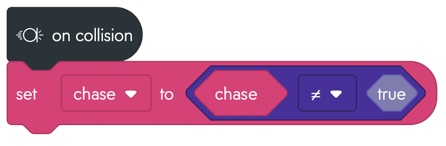 on collision
set chase to chase ≠ true